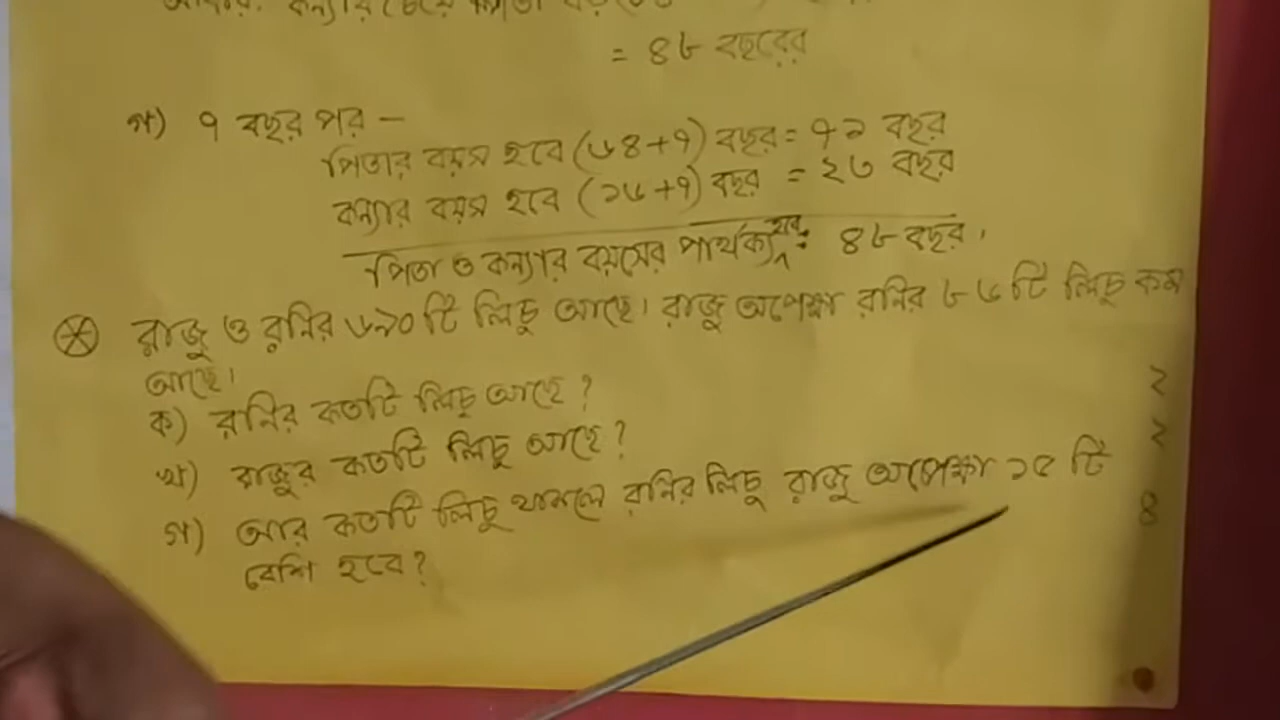 = ৪৮ বছরের
গ) ৭ বছর পর —
পিতার বয়স হবে (৬৪+৭) বছর = ৭১ বছর
কন্যার বয়স হবে (১৬+৭) বছর = ২৩ বছর
পিতা ও কন্যার বয়সের পার্থক্য হবে: ৪৮ বছর।
রাজু ও রনির ৬৯০ টি লিচু আছে। রাজু অপেক্ষা রনির ৮৬ টি লিচু কম
আছে।
ক) রনির কতটি লিচু আছে? ২
খ) রাজুর কতটি লিচু আছে? ২
গ) আর কতটি লিচু থাকলে রনির লিচু রাজু অপেক্ষা ১৫ টি
বেশি হবে? ৪